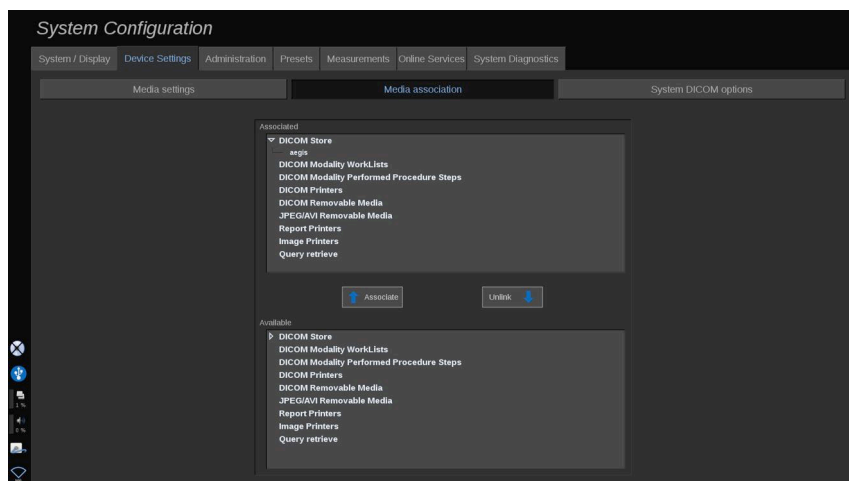 System Configuration
System / Display Device Settings Administration Presets Measurements Online Services System Diagnostics
Media settings Media association System DICOM options
Associated
DICOM Store
aegis
DICOM Modality WorkLists
DICOM Modality Performed Procedure Steps
DICOM Printers
DICOM Removable Media
JPEG/AVI Removable Media
Report Printers
Image Printers
Query retrieve
Associate Unlink
Available
DICOM Store
DICOM Modality WorkLists
DICOM Modality Performed Procedure Steps
DICOM Printers
DICOM Removable Media
JPEG/AVI Removable Media
Report Printers
Image Printers
Query retrieve
1 %
0 %